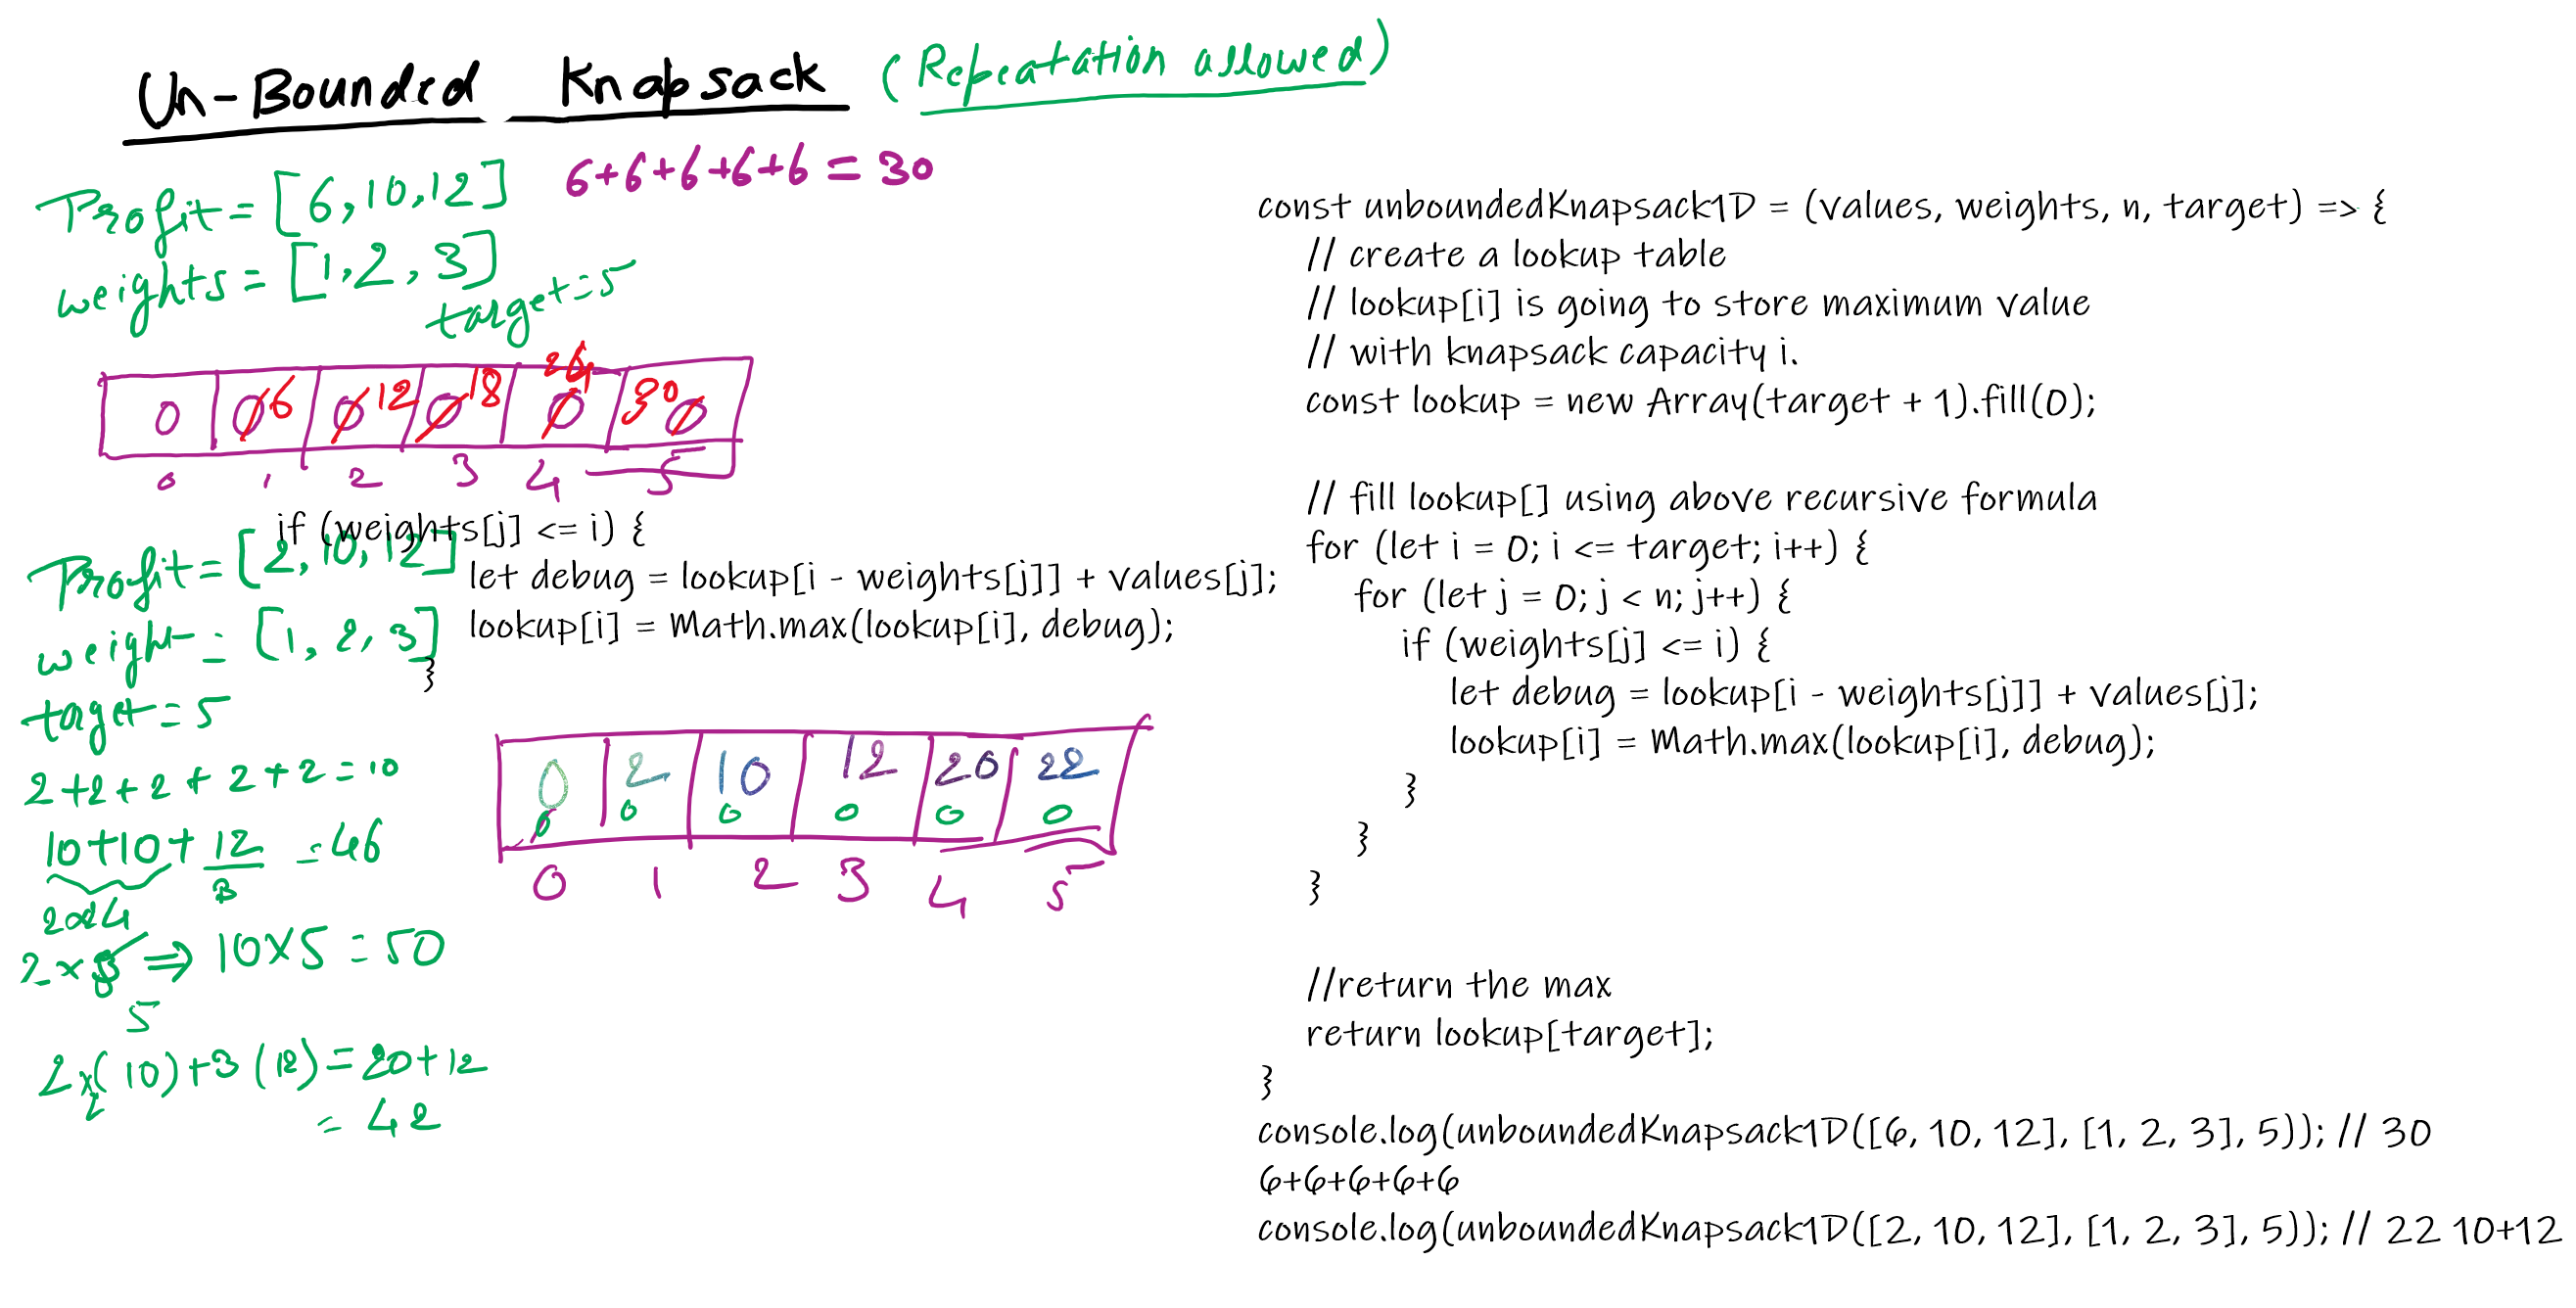 Un-Bounded Knapsack (Repeatation allowed)
Profit = [6,10,12] 6+6+6+6+6 = 30
weights = [1,2,3]
target=5
0 0 6 0 12 0 18 0 24 30 0
0 1 2 3 4 5
if (weights[j] <= i) {
Profit = [2,10,12]
let debug = lookup[i - weights[j]] + values[j];
weight = [1, 2, 3]
lookup[i] = Math.max(lookup[i], debug);
}
taget = 5
2+2+2+2+2=10
10+10+12 = 46
3
2
2 x 5 ⇒ 10x5 = 50
5
2x(10)+3(12)=20+12
= 42
0 2 10 12 20 22
0 0 0 0 0 0
0 1 2 3 4 5
const unboundedKnapsack1D = (values, weights, n, target) => {
// create a lookup table
// lookup[i] is going to store maximum value
// with knapsack capacity i.
const lookup = new Array(target + 1).fill(0);
// fill lookup[] using above recursive formula
for (let i = 0; i <= target; i++) {
for (let j = 0; j < n; j++) {
if (weights[j] <= i) {
let debug = lookup[i - weights[j]] + values[j];
lookup[i] = Math.max(lookup[i], debug);
}
}
}
//return the max
return lookup[target];
}
console.log(unboundedKnapsack1D([6, 10, 12], [1, 2, 3], 5)); // 30
6+6+6+6+6
console.log(unboundedKnapsack1D([2, 10, 12], [1, 2, 3], 5)); // 22 10+12